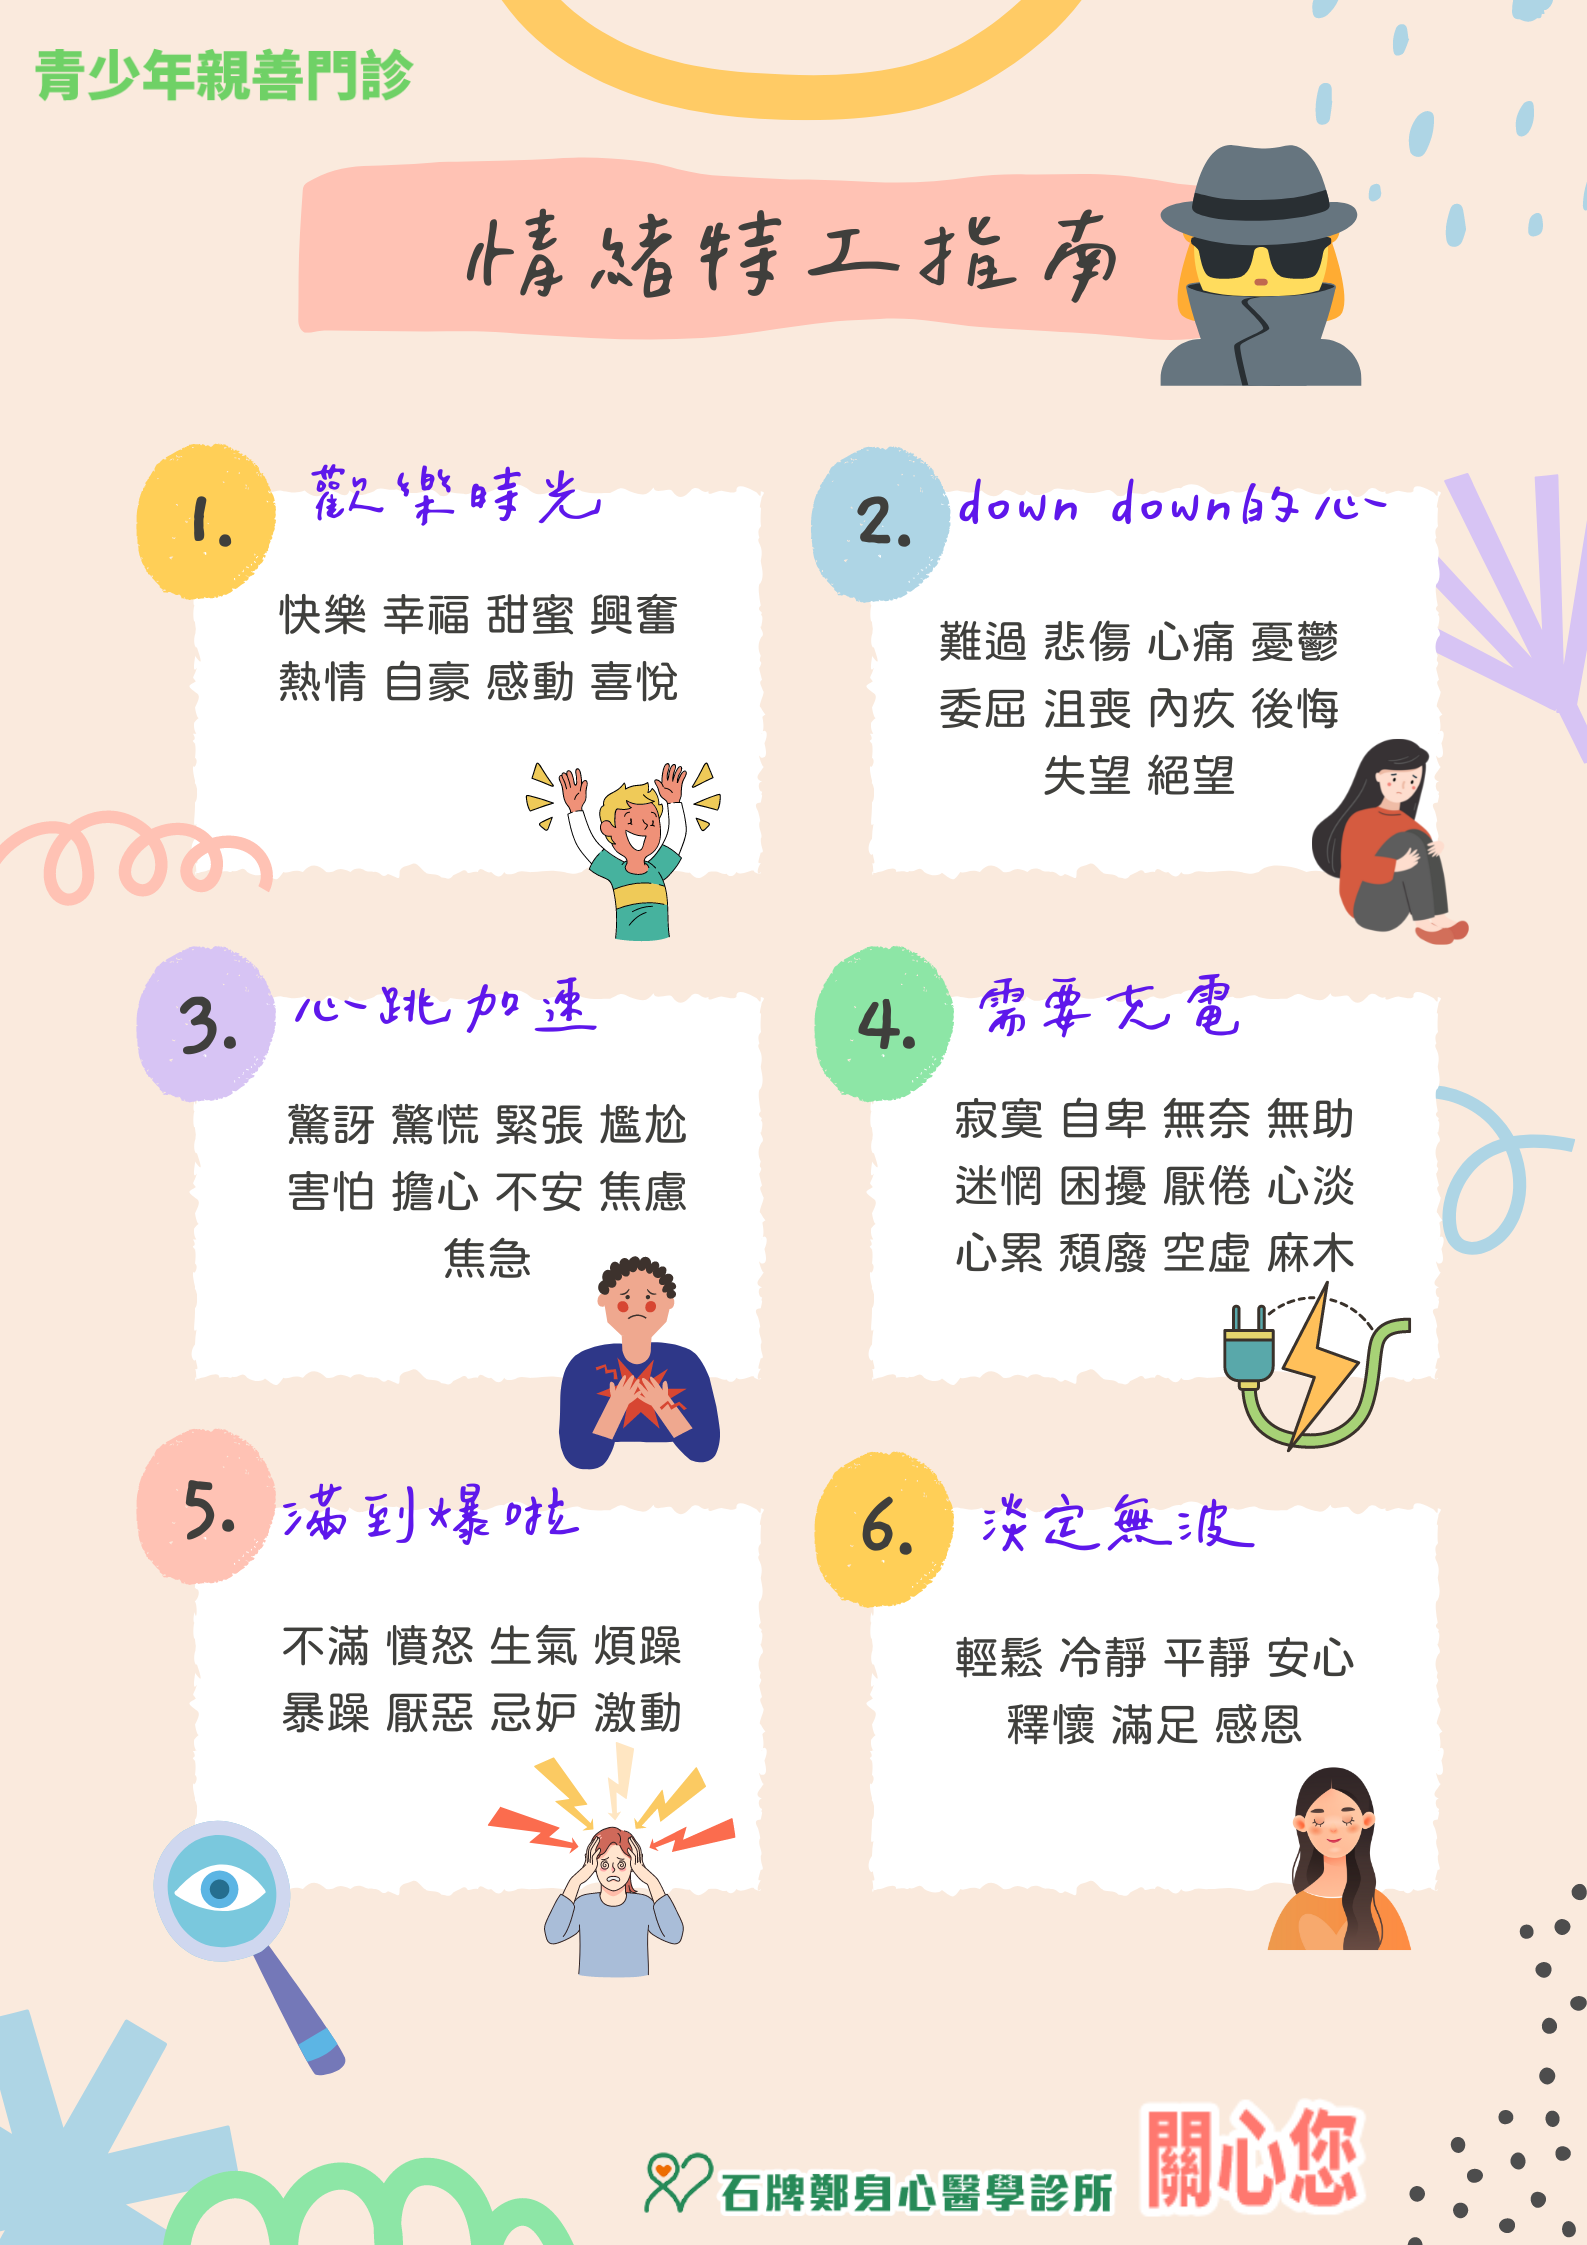 青少年親善門診
情緒特工指南
1.
歡樂時光
快樂 幸福 甜蜜 興奮
熱情 自豪 感動 喜悅
2.
down down的心
難過 悲傷 心痛 憂鬱
委屈 沮喪 內疚 後悔
失望 絕望
3.
心跳加速
驚訝 驚慌 緊張 尷尬
害怕 擔心 不安 焦慮
焦急
4.
需要充電
寂寞 自卑 無奈 無助
迷惘 困擾 厭倦 心淡
心累 頹廢 空虛 麻木
5.
滿到爆啦
不滿 憤怒 生氣 煩躁
暴躁 厭惡 忌妒 激動
6.
淡定無波
輕鬆 冷靜 平靜 安心
釋懷 滿足 感恩
石牌鄭身心醫學診所
關心您